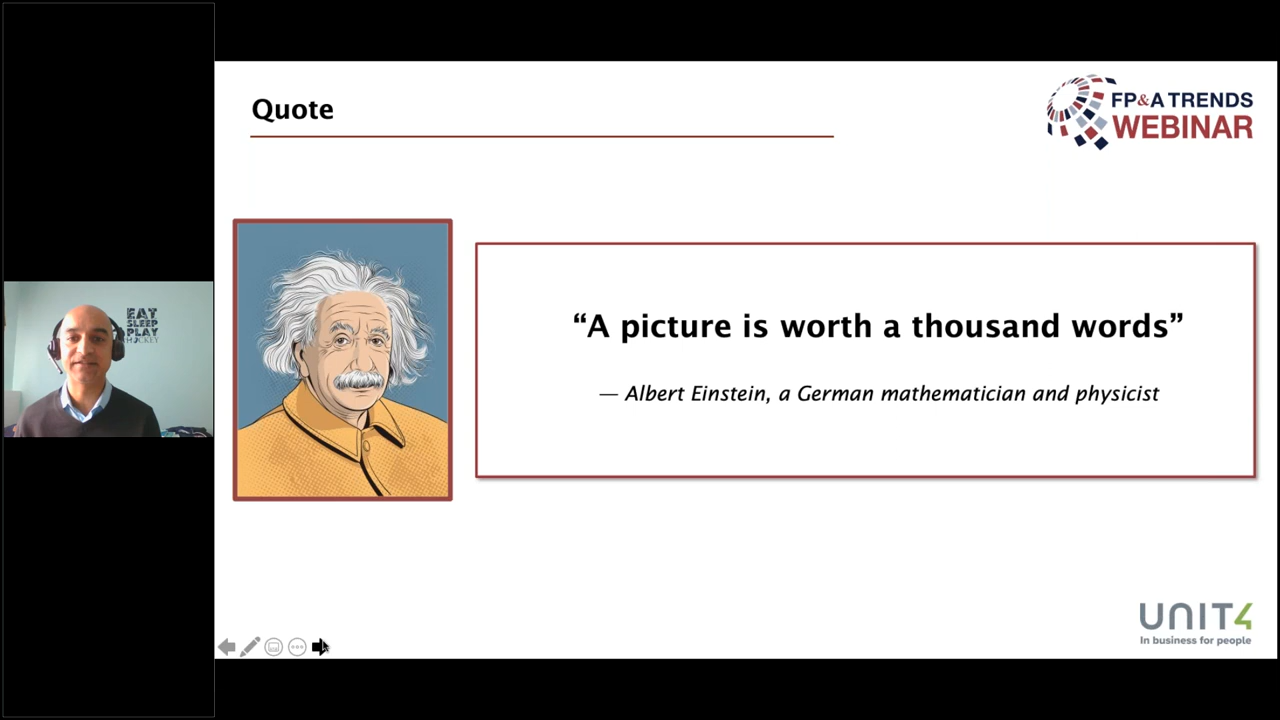 Quote
FP&A TRENDS
WEBINAR
EAT
SLEEP
PLAY
HOCKEY
“A picture is worth a thousand words”
— Albert Einstein, a German mathematician and physicist
UNIT4
In business for people